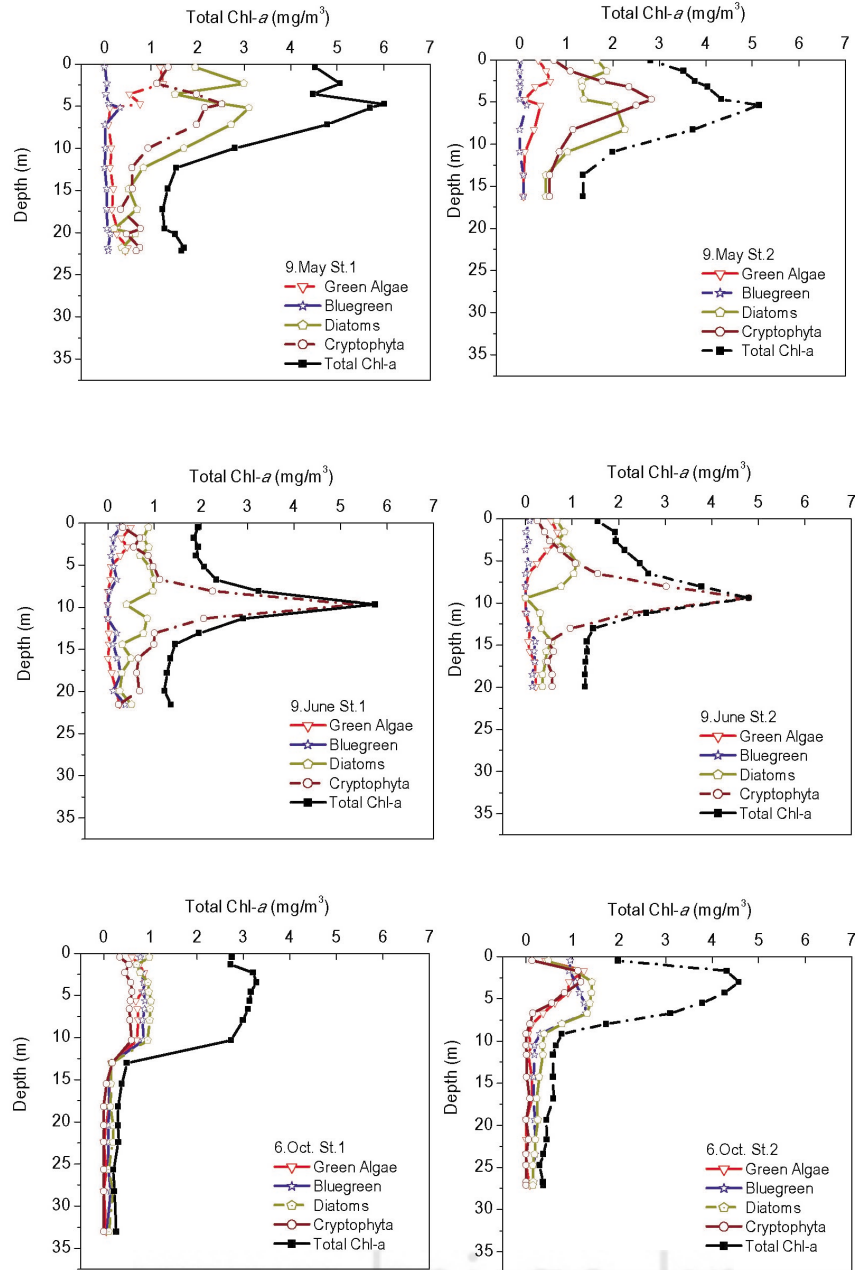 Total Chl-a (mg/m³)
0 1 2 3 4 5 6 7
0
5
10
15
20
25
30
35
Depth (m)
9.May St.1
Green Algae
Bluegreen
Diatoms
Cryptophyta
Total Chl-a
Total Chl-a (mg/m³)
0 1 2 3 4 5 6 7
0
5
10
15
20
25
30
35
Depth (m)
9.May St.2
Green Algae
Bluegreen
Diatoms
Cryptophyta
Total Chl-a
Total Chl-a (mg/m³)
0 1 2 3 4 5 6 7
0
5
10
15
20
25
30
35
Depth (m)
9.June St.1
Green Algae
Bluegreen
Diatoms
Cryptophyta
Total Chl-a
Total Chl-a (mg/m³)
0 1 2 3 4 5 6 7
0
5
10
15
20
25
30
35
Depth (m)
9.June St.2
Green Algae
Bluegreen
Diatoms
Cryptophyta
Total Chl-a
Total Chl-a (mg/m³)
0 1 2 3 4 5 6 7
0
5
10
15
20
25
30
35
Depth (m)
6.Oct. St.1
Green Algae
Bluegreen
Diatoms
Cryptophyta
Total Chl-a
Total Chl-a (mg/m³)
0 1 2 3 4 5 6 7
0
5
10
15
20
25
30
35
Depth (m)
6.Oct. St.2
Green Algae
Bluegreen
Diatoms
Cryptophyta
Total Chl-a